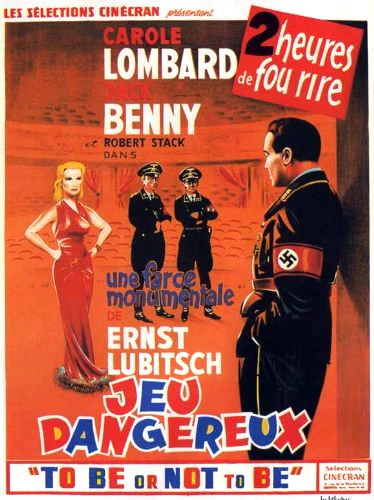 LES SÉLECTIONS CINÉCRAN présentent
CAROLE
LOMBARD
JACK
BENNY
et ROBERT STACK
DANS
2 heures
de fou rire
une farce
monumentale
DE
ERNST
LUBITSCH
JEU
DANGEREUX
"TO BE OR NOT TO BE"
Sélections
CINÉCRAN